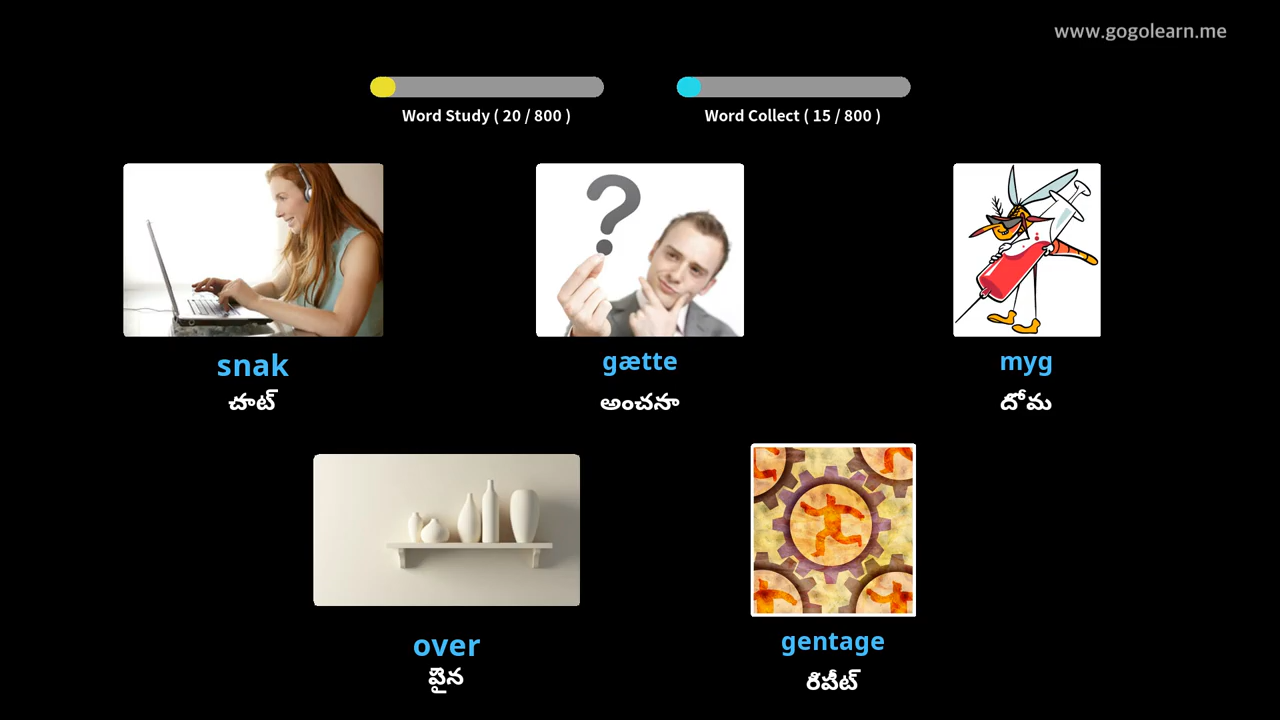 www.gogolearn.me
Word Study ( 20 / 800 )
Word Collect ( 15 / 800 )
snak
చాట్
gætte
అంచనా
myg
దోమ
over
పైన
gentage
రిపీట్